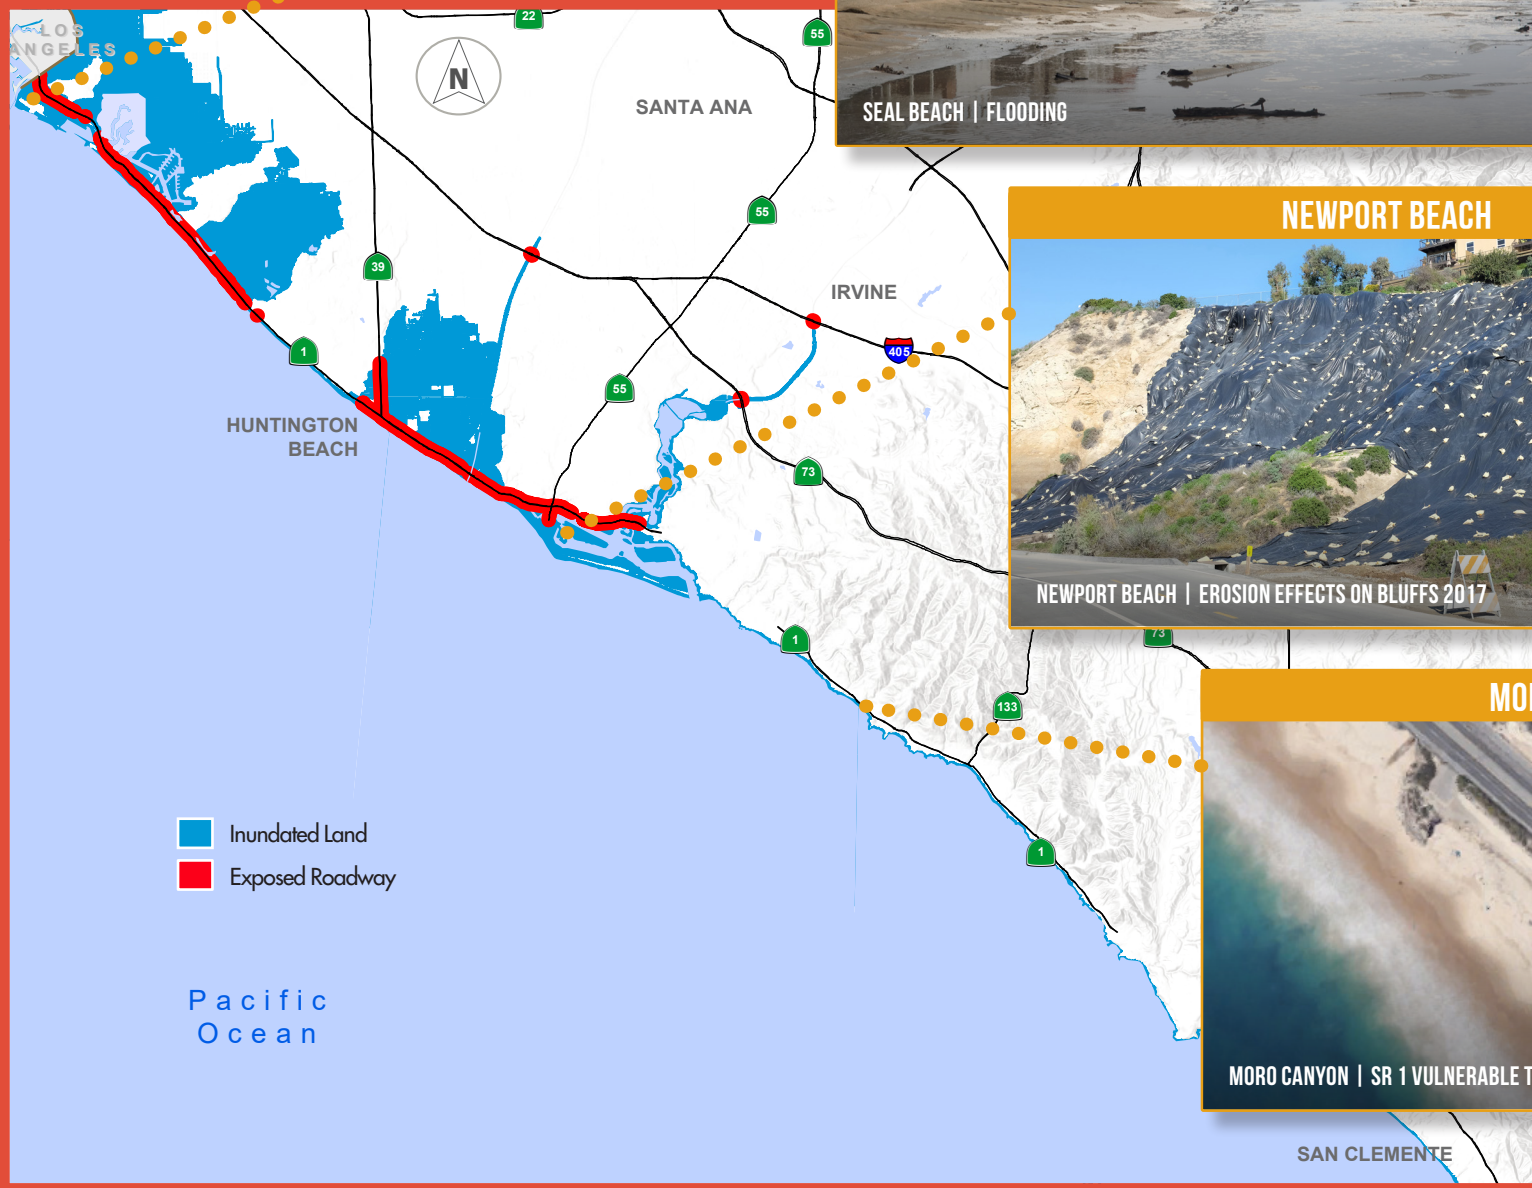 LOS
ANGELES
22
55
N
SANTA ANA
SEAL BEACH | FLOODING
55
NEWPORT BEACH
39
IRVINE
1
405
55
HUNTINGTON
BEACH
73
NEWPORT BEACH | EROSION EFFECTS ON BLUFFS 2017
1
73
133
Inundated Land
1
Exposed Roadway
Pacific
Ocean
MORO CANYON | SR 1 VULNERABLE
SAN CLEMENTE